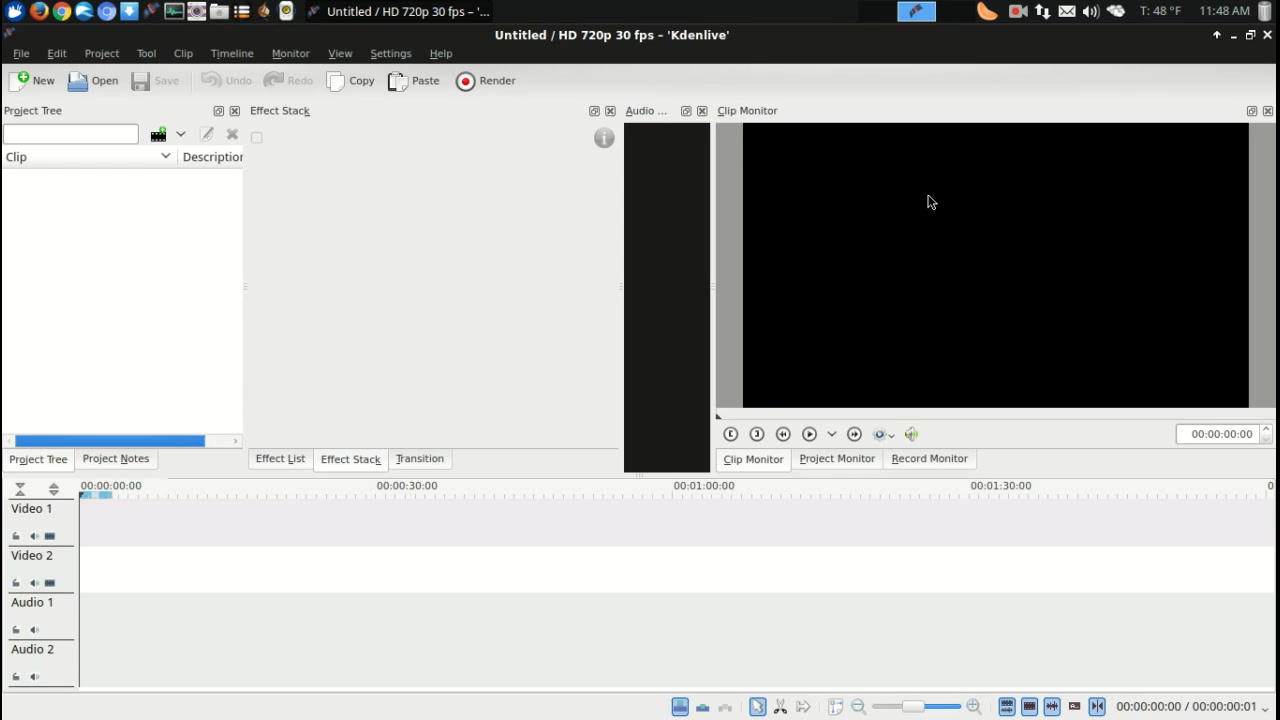 Untitled / HD 720p 30 fps – '...
T: 48 °F
11:48 AM
Untitled / HD 720p 30 fps – 'Kdenlive'
File Edit Project Tool Clip Timeline Monitor View Settings Help
New Open Save Undo Redo Copy Paste Render
Project Tree
Effect Stack
Audio ...
Clip Monitor
Clip
Description
00:00:00:00
Project Tree Project Notes
Effect List Effect Stack Transition
Clip Monitor Project Monitor Record Monitor
00:00:00:00 00:00:30:00 00:01:00:00 00:01:30:00 0
Video 1
Video 2
Audio 1
Audio 2
00:00:00:00 / 00:00:00:01